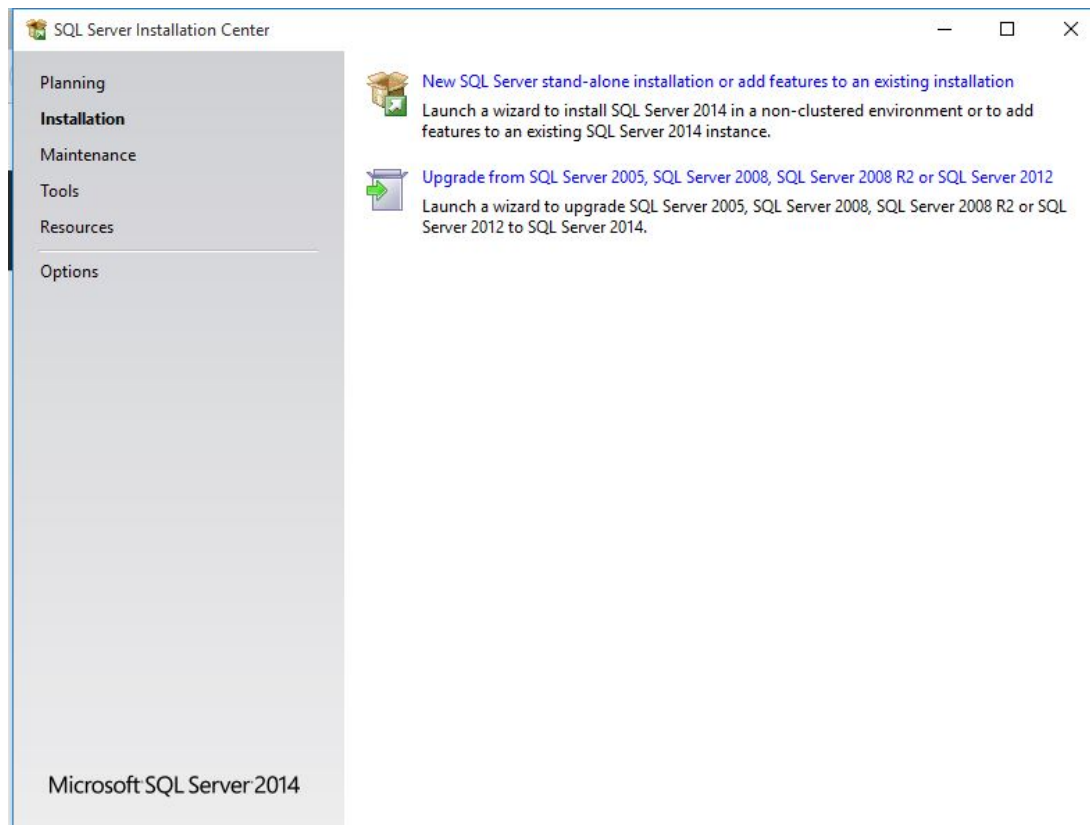 SQL Server Installation Center
Planning
Installation
Maintenance
Tools
Resources
Options
New SQL Server stand-alone installation or add features to an existing installation
Launch a wizard to install SQL Server 2014 in a non-clustered environment or to add
features to an existing SQL Server 2014 instance.
Upgrade from SQL Server 2005, SQL Server 2008, SQL Server 2008 R2 or SQL Server 2012
Launch a wizard to upgrade SQL Server 2005, SQL Server 2008, SQL Server 2008 R2 or SQL
Server 2012 to SQL Server 2014.
Microsoft SQL Server 2014